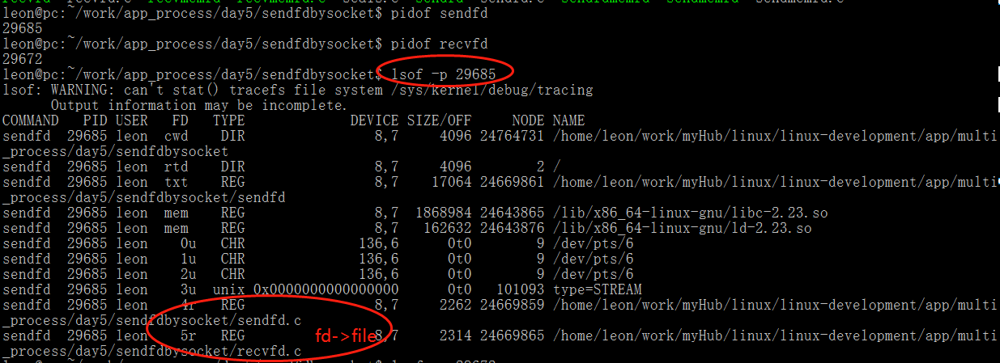 leon@pc:~/work/app_process/day5/sendfdbysocket$ pidof sendfd
29685
leon@pc:~/work/app_process/day5/sendfdbysocket$ pidof recvfd
29672
leon@pc:~/work/app_process/day5/sendfdbysocket$ lsof -p 29685
lsof: WARNING: can't stat() tracefs file system /sys/kernel/debug/tracing
      Output information may be incomplete.
COMMAND   PID USER   FD   TYPE             DEVICE SIZE/OFF     NODE NAME
sendfd  29685 leon  cwd    DIR                8,7     4096 24764731 /home/leon/work/myHub/linux/linux-development/app/multi
_process/day5/sendfdbysocket
sendfd  29685 leon  rtd    DIR                8,7     4096        2 /
sendfd  29685 leon  txt    REG                8,7    17064 24669861 /home/leon/work/myHub/linux/linux-development/app/multi
_process/day5/sendfdbysocket/sendfd
sendfd  29685 leon  mem    REG                8,7  1868984 24643865 /lib/x86_64-linux-gnu/libc-2.23.so
sendfd  29685 leon  mem    REG                8,7   162632 24643876 /lib/x86_64-linux-gnu/ld-2.23.so
sendfd  29685 leon    0u   CHR              136,6      0t0        9 /dev/pts/6
sendfd  29685 leon    1u   CHR              136,6      0t0        9 /dev/pts/6
sendfd  29685 leon    2u   CHR              136,6      0t0        9 /dev/pts/6
sendfd  29685 leon    3u  unix 0x0000000000000000      0t0   101093 type=STREAM
sendfd  29685 leon    4r   REG                8,7     2262 24669859 /home/leon/work/myHub/linux/linux-development/app/multi
_process/day5/sendfdbysocket/sendfd.c
sendfd  29685 leon    5r   REG    fd->file    8,7     2314 24669865 /home/leon/work/myHub/linux/linux-development/app/multi
_process/day5/sendfdbysocket/recvfd.c